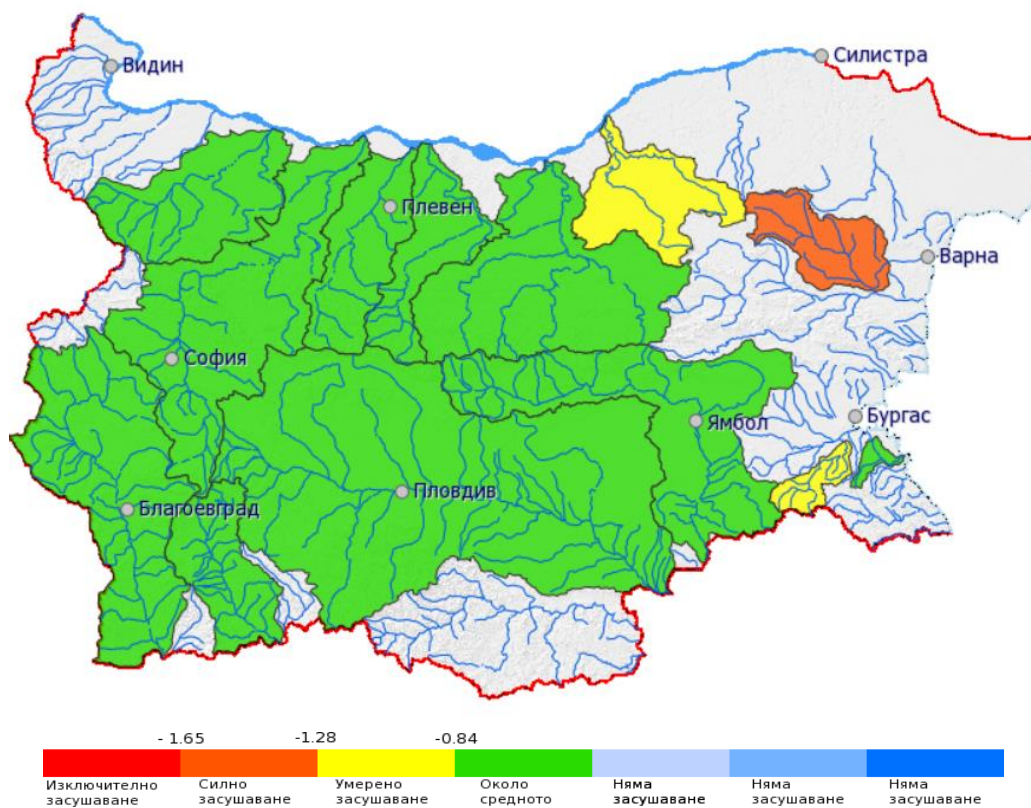 Видин
Силистра
Плевен
Варна
София
Бургас
Ямбол
Пловдив
Благоевград
- 1.65 -1.28 -0.84
Изключително Силно Умерено Около Няма Няма Няма
засушаване засушаване засушаване средното засушаване засушаване засушаване